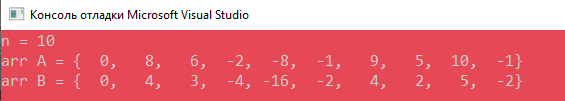 Консоль отладки Microsoft Visual Studio
n = 10
arr A = {  0,   8,   6,  -2,  -8,  -1,   9,   5,  10,  -1}
arr B = {  0,   4,   3,  -4, -16,  -2,   4,   2,   5,  -2}